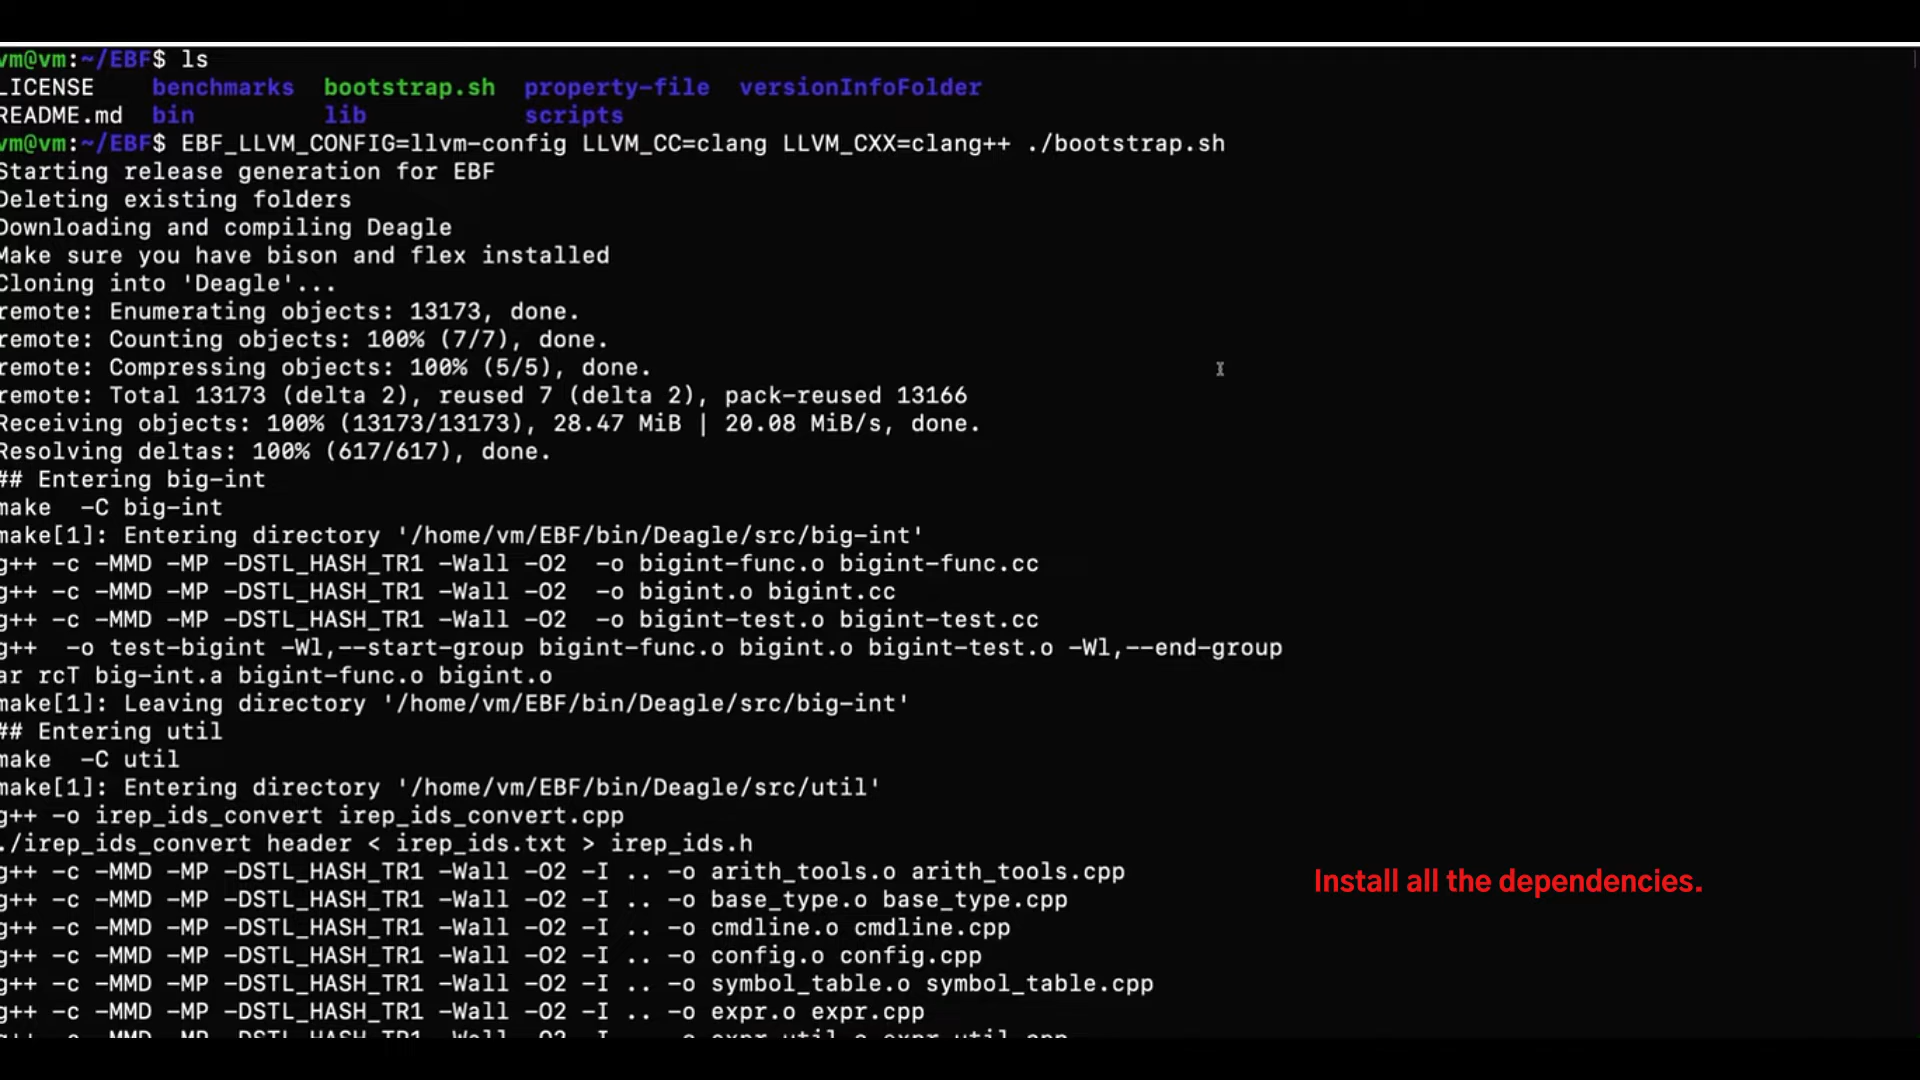 vm@vm:~/EBF$ ls
LICENSE benchmarks bootstrap.sh property-file versionInfoFolder
README.md bin lib scripts
vm@vm:~/EBF$ EBF_LLVM_CONFIG=llvm-config LLVM_CC=clang LLVM_CXX=clang++ ./bootstrap.sh
Starting release generation for EBF
Deleting existing folders
Downloading and compiling Deagle
Make sure you have bison and flex installed
Cloning into 'Deagle'...
remote: Enumerating objects: 13173, done.
remote: Counting objects: 100% (7/7), done.
remote: Compressing objects: 100% (5/5), done.
remote: Total 13173 (delta 2), reused 7 (delta 2), pack-reused 13166
Receiving objects: 100% (13173/13173), 28.47 MiB | 20.08 MiB/s, done.
Resolving deltas: 100% (617/617), done.
## Entering big-int
make -C big-int
make[1]: Entering directory '/home/vm/EBF/bin/Deagle/src/big-int'
g++ -c -MMD -MP -DSTL_HASH_TR1 -Wall -O2 -o bigint-func.o bigint-func.cc
g++ -c -MMD -MP -DSTL_HASH_TR1 -Wall -O2 -o bigint.o bigint.cc
g++ -c -MMD -MP -DSTL_HASH_TR1 -Wall -O2 -o bigint-test.o bigint-test.cc
g++ -o test-bigint -Wl,--start-group bigint-func.o bigint.o bigint-test.o -Wl,--end-group
ar rcT big-int.a bigint-func.o bigint.o
make[1]: Leaving directory '/home/vm/EBF/bin/Deagle/src/big-int'
## Entering util
make -C util
make[1]: Entering directory '/home/vm/EBF/bin/Deagle/src/util'
g++ -o irep_ids_convert irep_ids_convert.cpp
./irep_ids_convert header < irep_ids.txt > irep_ids.h
g++ -c -MMD -MP -DSTL_HASH_TR1 -Wall -O2 -I .. -o arith_tools.o arith_tools.cpp
Install all the dependencies.
g++ -c -MMD -MP -DSTL_HASH_TR1 -Wall -O2 -I .. -o base_type.o base_type.cpp
g++ -c -MMD -MP -DSTL_HASH_TR1 -Wall -O2 -I .. -o cmdline.o cmdline.cpp
g++ -c -MMD -MP -DSTL_HASH_TR1 -Wall -O2 -I .. -o config.o config.cpp
g++ -c -MMD -MP -DSTL_HASH_TR1 -Wall -O2 -I .. -o symbol_table.o symbol_table.cpp
g++ -c -MMD -MP -DSTL_HASH_TR1 -Wall -O2 -I .. -o expr.o expr.cpp